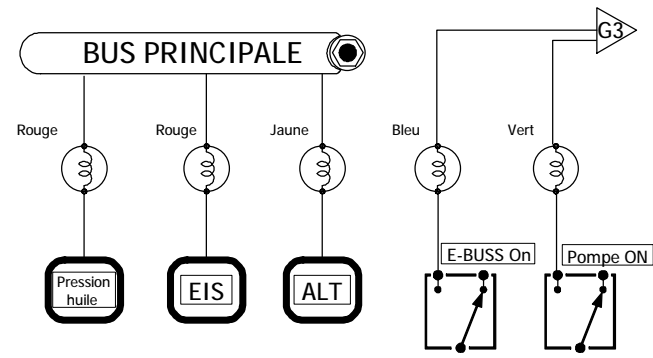 BUS PRINCIPALE
G3
Rouge
Rouge
Jaune
Bleu
Vert
E-BUSS On
Pompe ON
Pression
huile
EIS
ALT